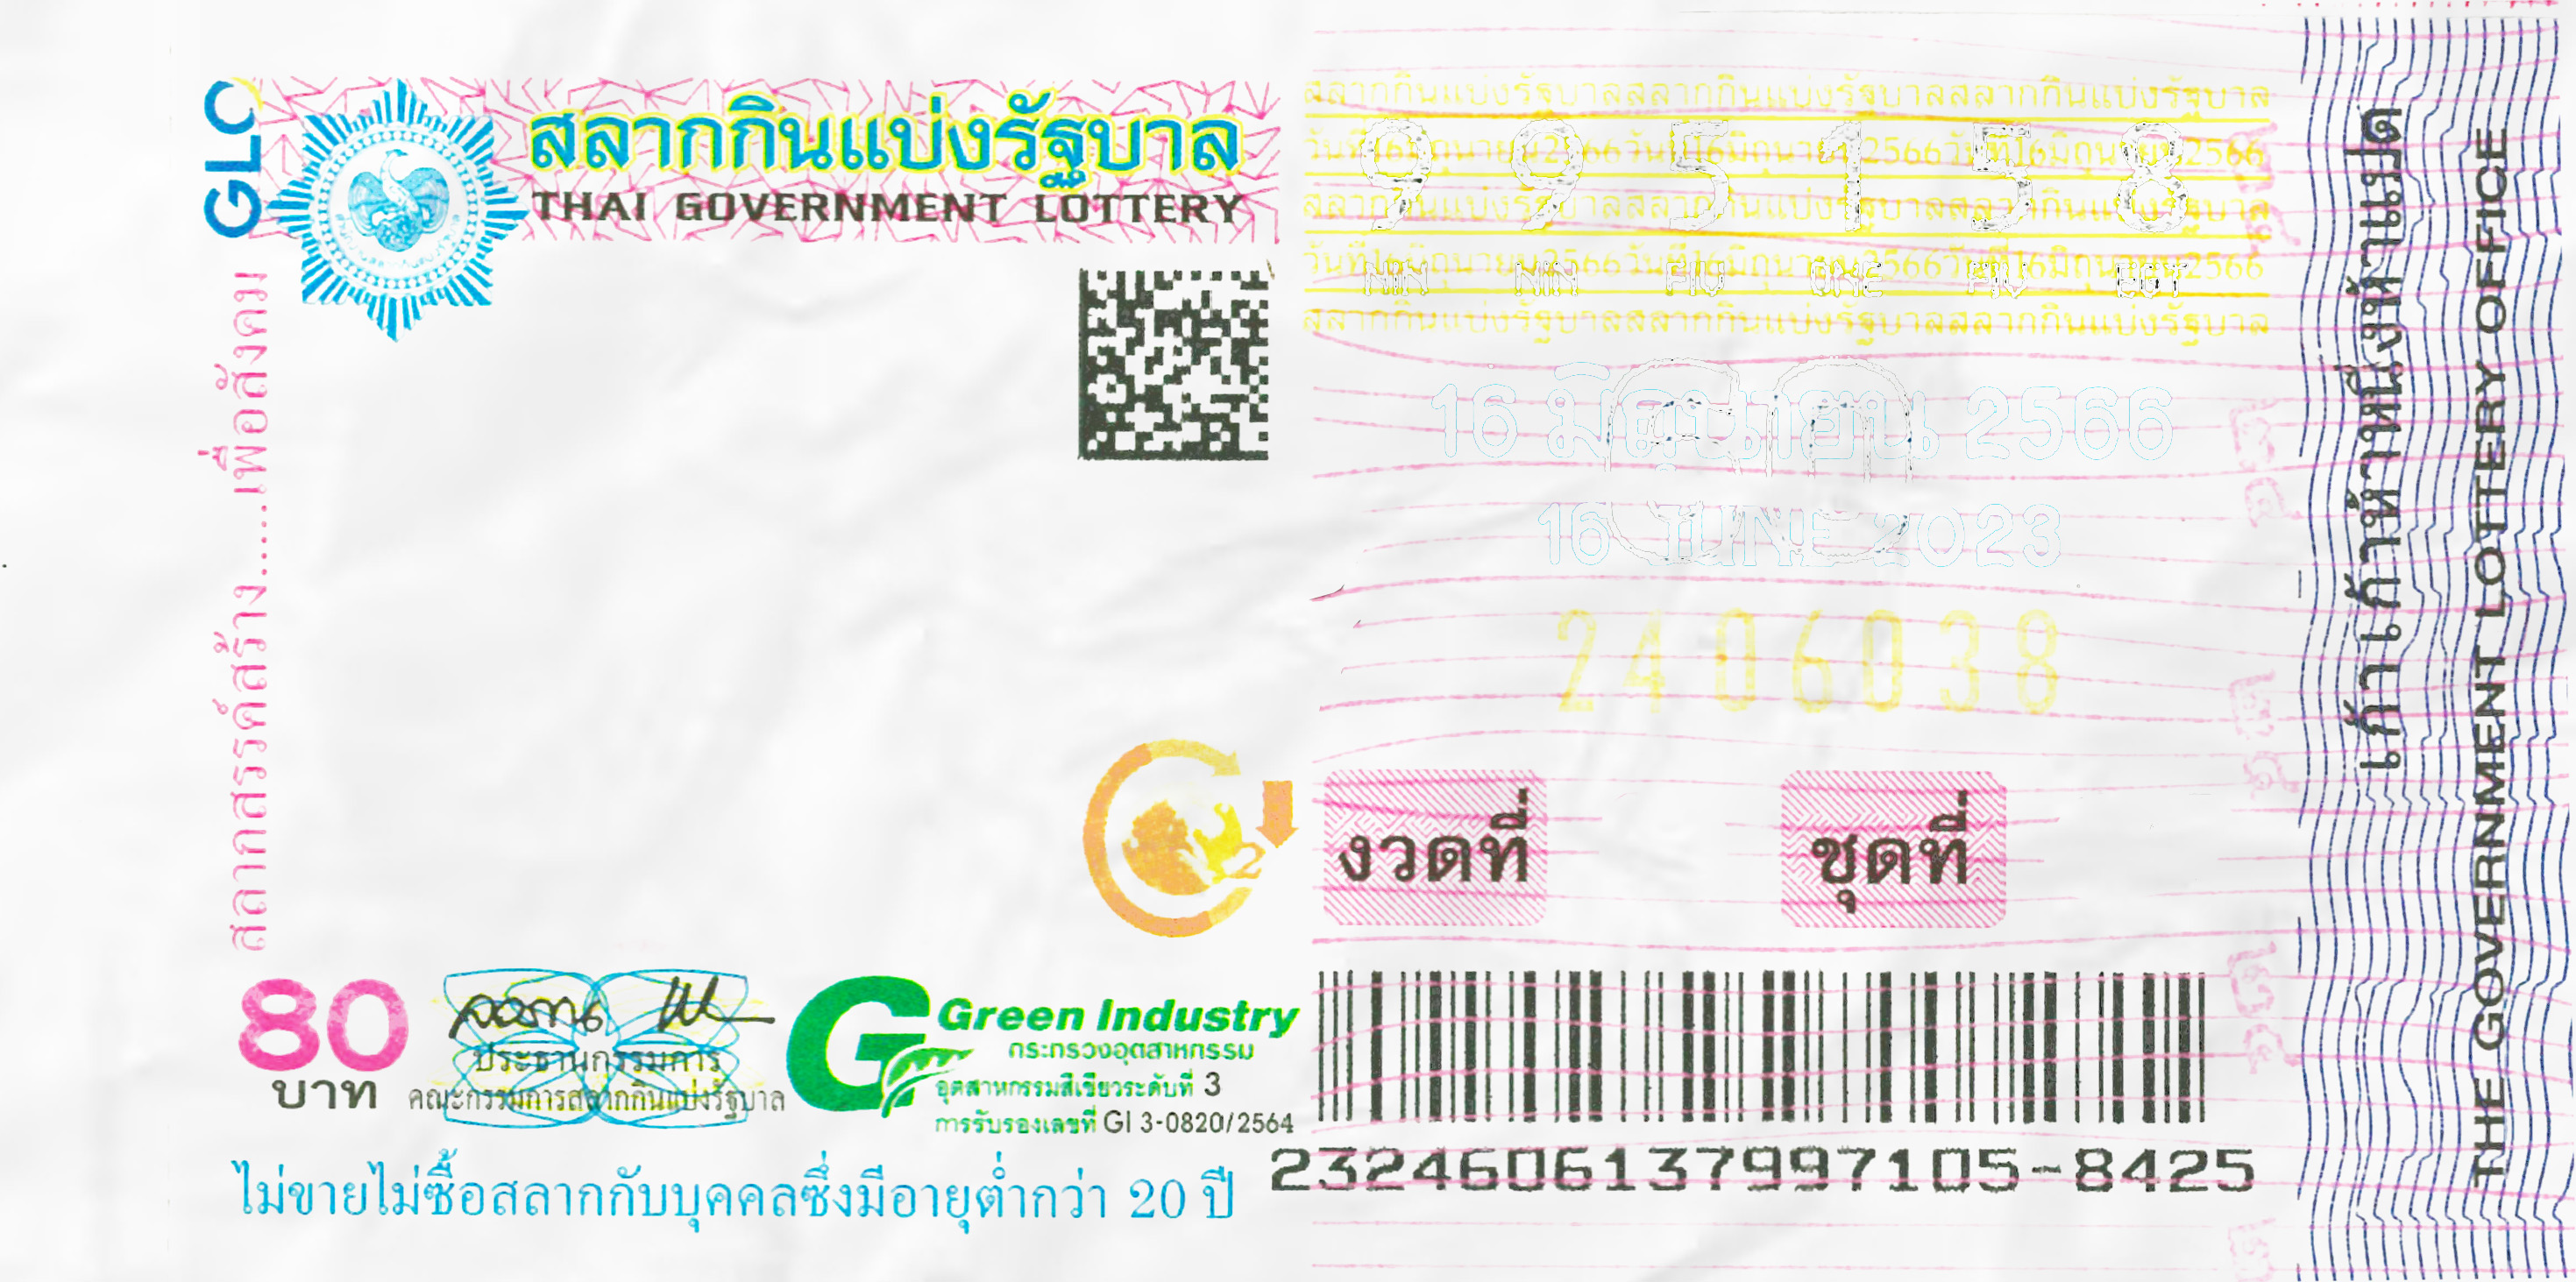 GLO
สลากกินแบ่งรัฐบาล
THAI GOVERNMENT LOTTERY
สลากสรรค์สร้าง.....เพื่อสังคม
80
บาท
ประธานกรรมการ
คณะกรรมการสลากกินแบ่งรัฐบาล
Green Industry
กระทรวงอุตสาหกรรม
อุตสาหกรรมสีเขียวระดับที่ 3
การรับรองเลขที่ GI 3-0820/2564
ไม่ขายไม่ซื้อสลากกับบุคคลซึ่งมีอายุต่ำกว่า 20 ปี
สลากกินแบ่งรัฐบาลสลากกินแบ่งรัฐบาลสลากกินแบ่งรัฐบาล
วันที่16มิถุนายน2566วันที่16มิถุนายน2566วันที่16มิถุนายน2566
9 9 5 1 5 8
สลากกินแบ่งรัฐบาลสลากกินแบ่งรัฐบาลสลากกินแบ่งรัฐบาล
วันที่16มิถุนายน2566วันที่16มิถุนายน2566วันที่16มิถุนายน2566
NIN NIN FIV ONE FIV EGT
สลากกินแบ่งรัฐบาลสลากกินแบ่งรัฐบาลสลากกินแบ่งรัฐบาล
16 มิถุนายน 2566
16 JUNE 2023
2406038
งวดที่
ชุดที่
2324606137997105-8425
เก้าเก้าห้าหนึ่งห้าแปด
THE GOVERNMENT LOTTERY OFFICE